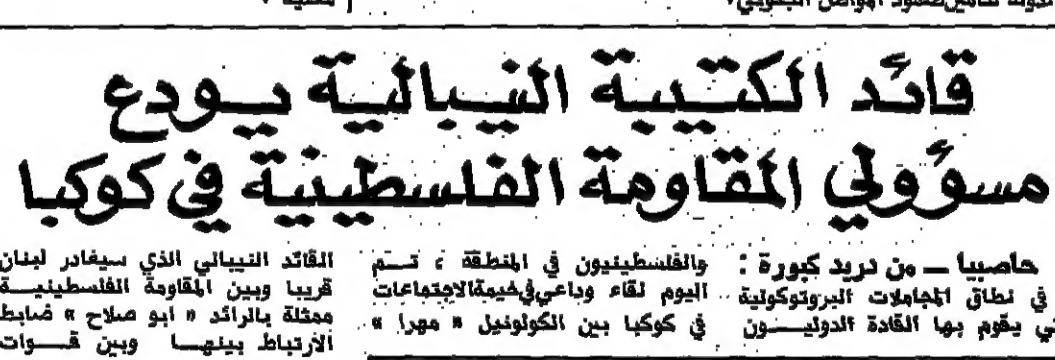 قائد الكتيبة النيبالية يودع
مسؤولي المقاومة الفلسطينية في كوكبا
حاصبيا — من دريد كبورة :
في نطاق المجاملات البروتوكولية
ي يقوم بها القادة الدوليون
والفلسطينيون في المنطقة ، تم
اليوم لقاء وداعي في خيمة الاجتماعات
في كوكبا بين الكولونيل « مهرا »
القائد النيبالي الذي سيغادر لبنان
قريبا وبين المقاومة الفلسطينية
ممثلة بالرائد « ابو صلاح » ضابط
الارتباط بينها وبين قوات